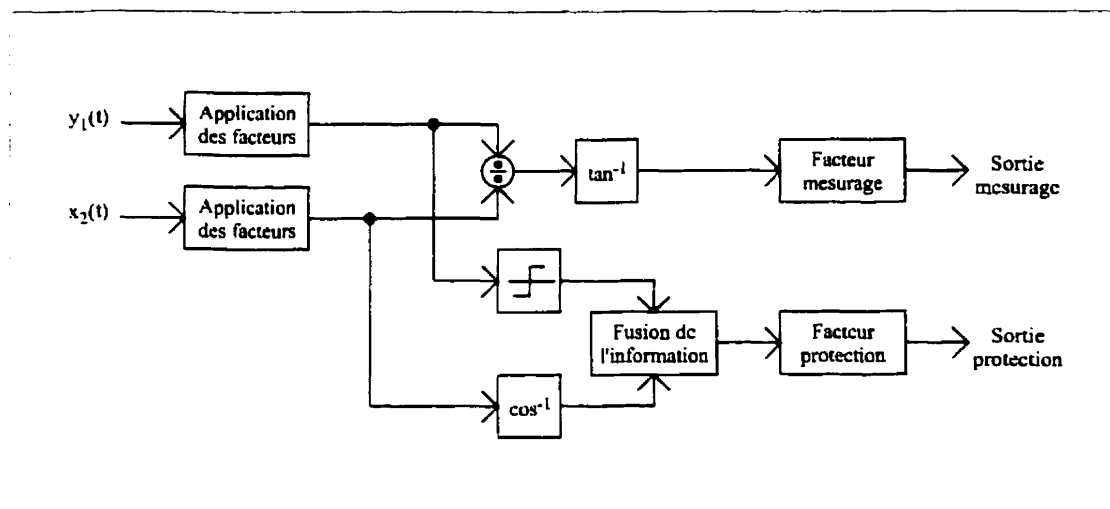 y₁(t)
Application
des facteurs
x₂(t)
Application
des facteurs
÷
tan⁻¹
Facteur
mesurage
Sortie
mesurage
cos⁻¹
Fusion de
l'information
Facteur
protection
Sortie
protection